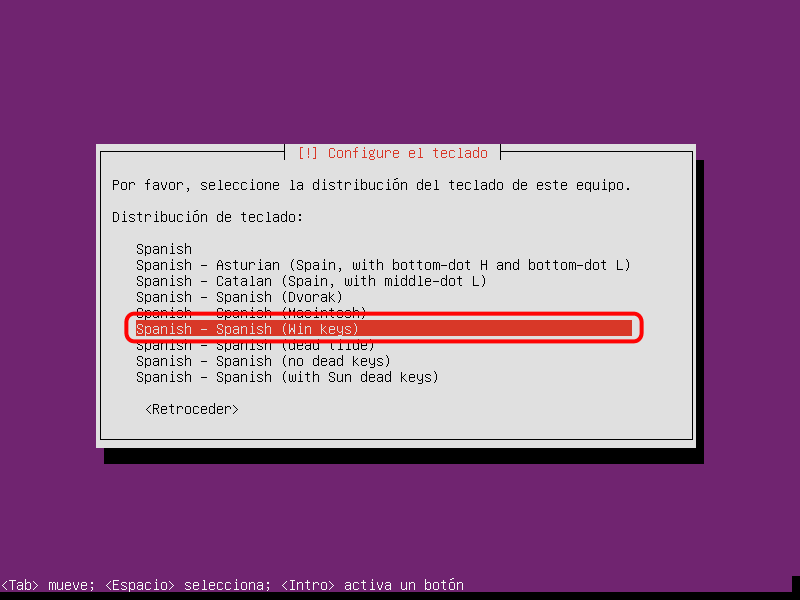 [!] Configure el teclado
Por favor, seleccione la distribución del teclado de este equipo.
Distribución de teclado:
Spanish
Spanish - Asturian (Spain, with bottom-dot H and bottom-dot L)
Spanish - Catalan (Spain, with middle-dot L)
Spanish - Spanish (Dvorak)
Spanish - Spanish (Macintosh)
Spanish - Spanish (Win keys)
Spanish - Spanish (dead tilde)
Spanish - Spanish (no dead keys)
Spanish - Spanish (with Sun dead keys)
<Retroceder>
<Tab> mueve; <Espacio> selecciona; <Intro> activa un botón